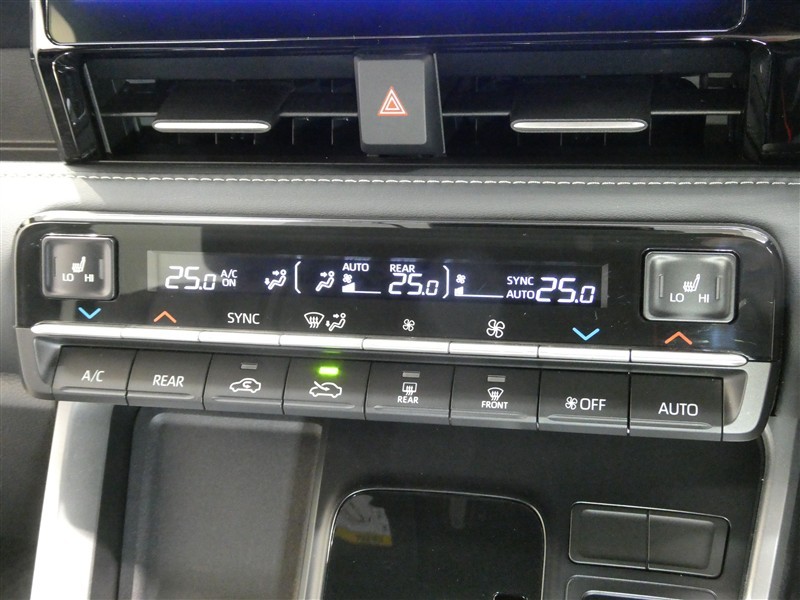 LO HI
25.0 A/C ON
AUTO
REAR
25.0
SYNC
AUTO 25.0
LO HI
SYNC
A/C
REAR
REAR
FRONT
OFF
AUTO